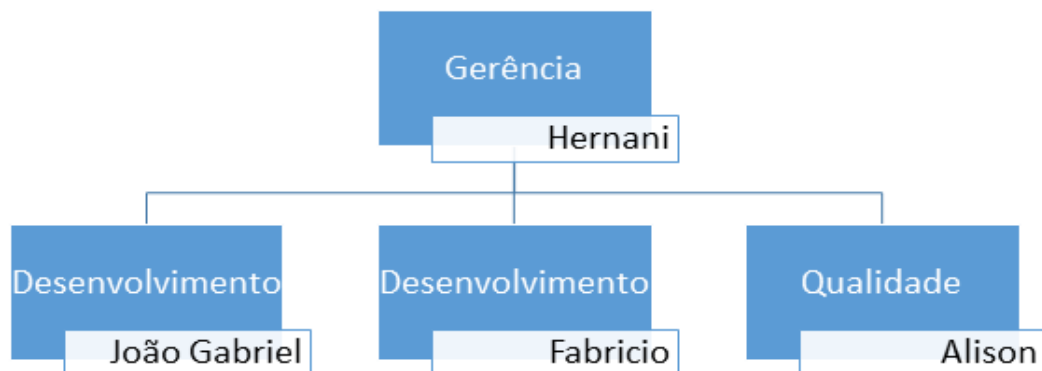 Gerência
Hernani
Desenvolvimento
João Gabriel
Desenvolvimento
Fabricio
Qualidade
Alison